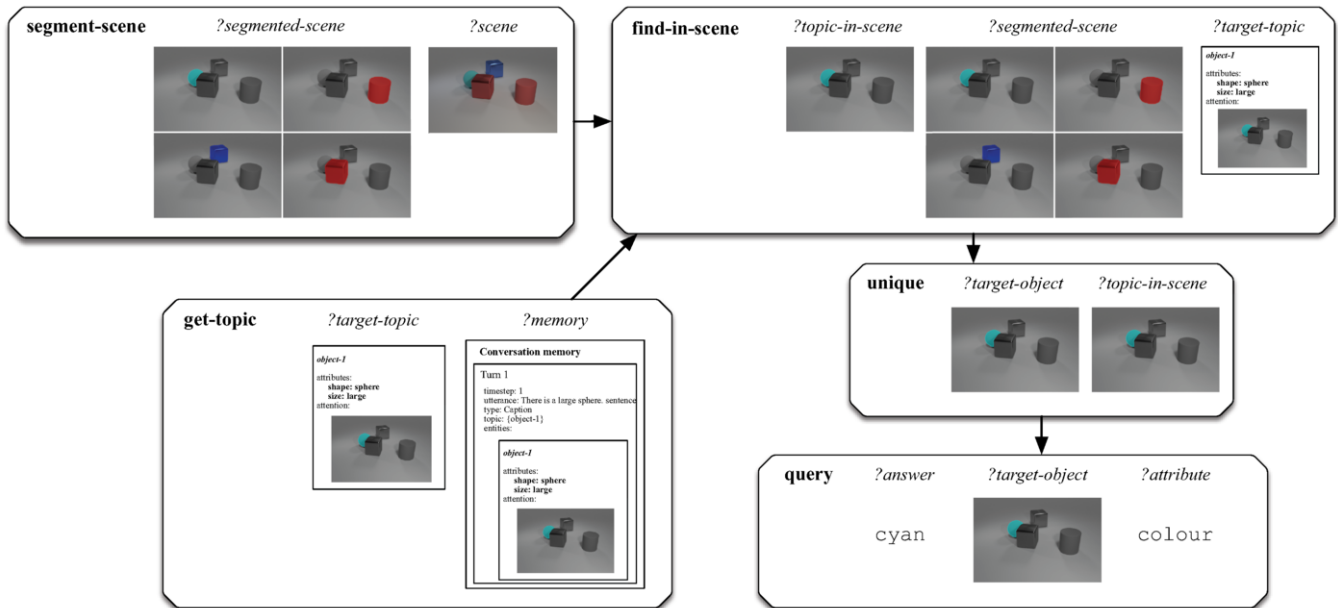 segment-scene ?segmented-scene ?scene
find-in-scene ?topic-in-scene ?segmented-scene ?target-topic
object-1
attributes:
shape: sphere
size: large
attention:
unique ?target-object ?topic-in-scene
get-topic ?target-topic ?memory
object-1
attributes:
shape: sphere
size: large
attention:
Conversation memory
Turn 1
timestep: 1
utterance: There is a large sphere. sentence
type: Caption
topic: {object-1}
entities:
object-1
attributes:
shape: sphere
size: large
attention:
query ?answer ?target-object ?attribute
cyan colour